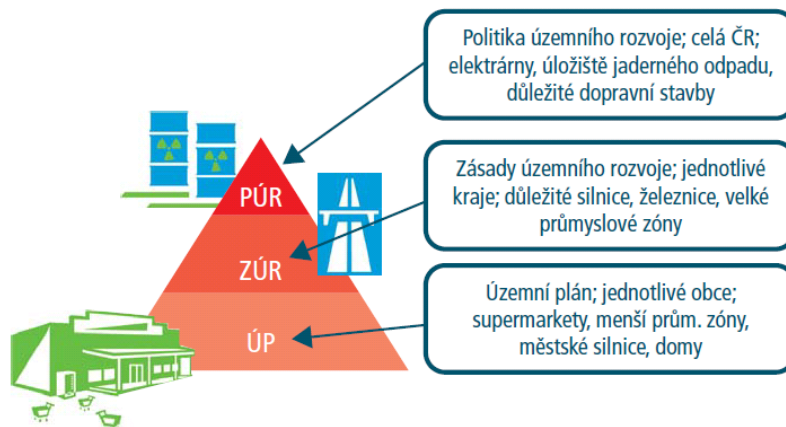 Politika územního rozvoje; celá ČR;
elektrárny, úložiště jaderného odpadu,
důležité dopravní stavby
PÚR
Zásady územního rozvoje; jednotlivé
kraje; důležité silnice, železnice, velké
průmyslové zóny
ZÚR
Územní plán; jednotlivé obce;
supermarkety, menší prům. zóny,
městské silnice, domy
ÚP